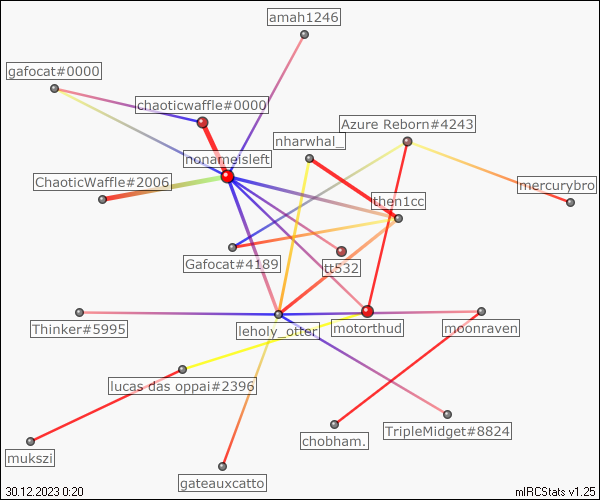 amah1246
gafocat#0000
chaoticwaffle#0000
Azure Reborn#4243
nharwhal_
nonameisleft
ChaoticWaffle#2006
mercurybro
then1cc
Gafocat#4189
tt532
Thinker#5995
leholy_otter
motorthud
moonraven
lucas das oppai#2396
TripleMidget#8824
chobham.
mukszi
gateauxcatto
30.12.2023 0:20
mIRCStats v1.25